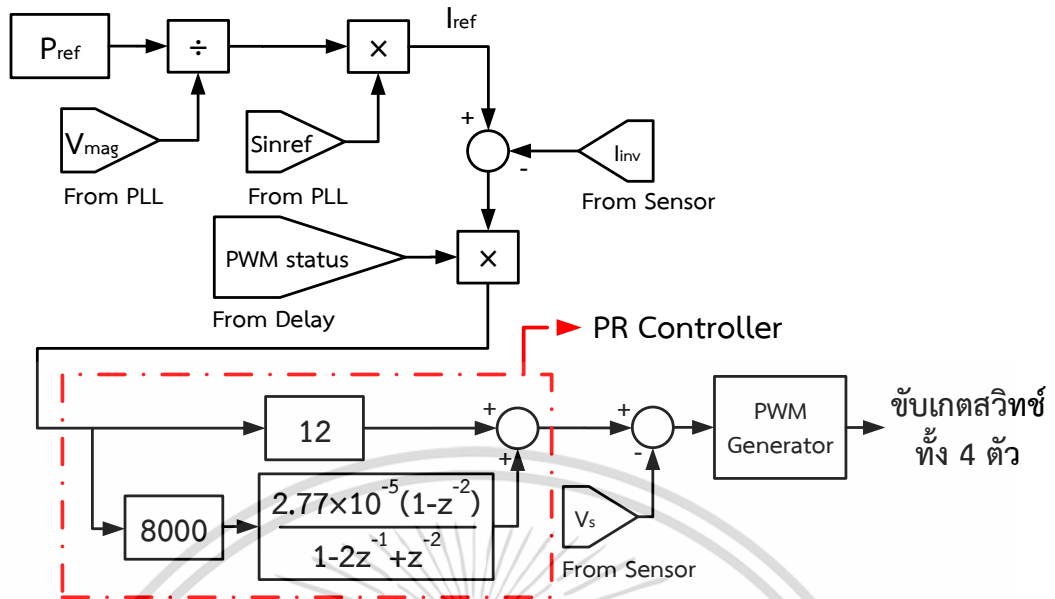 Iref
Pref
÷
×
Vmag
Sinref
+
Iinv
-
From PLL
From PLL
From Sensor
PWM status
×
From Delay
PR Controller
12
+
+
+
-
PWM
Generator
ขับเกตสวิทช์
ทั้ง 4 ตัว
8000
2.77×10⁻⁵(1-z⁻²)
1-2z⁻¹+z⁻²
Vs
From Sensor